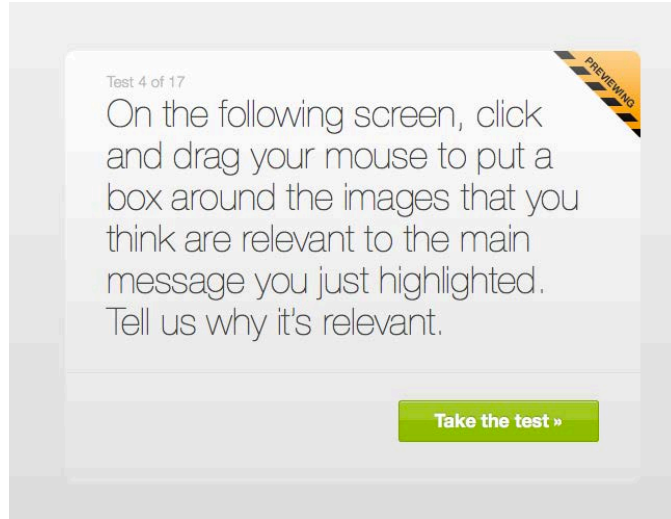 PREVIEWING
Test 4 of 17
On the following screen, click
and drag your mouse to put a
box around the images that you
think are relevant to the main
message you just highlighted.
Tell us why it's relevant.
Take the test »